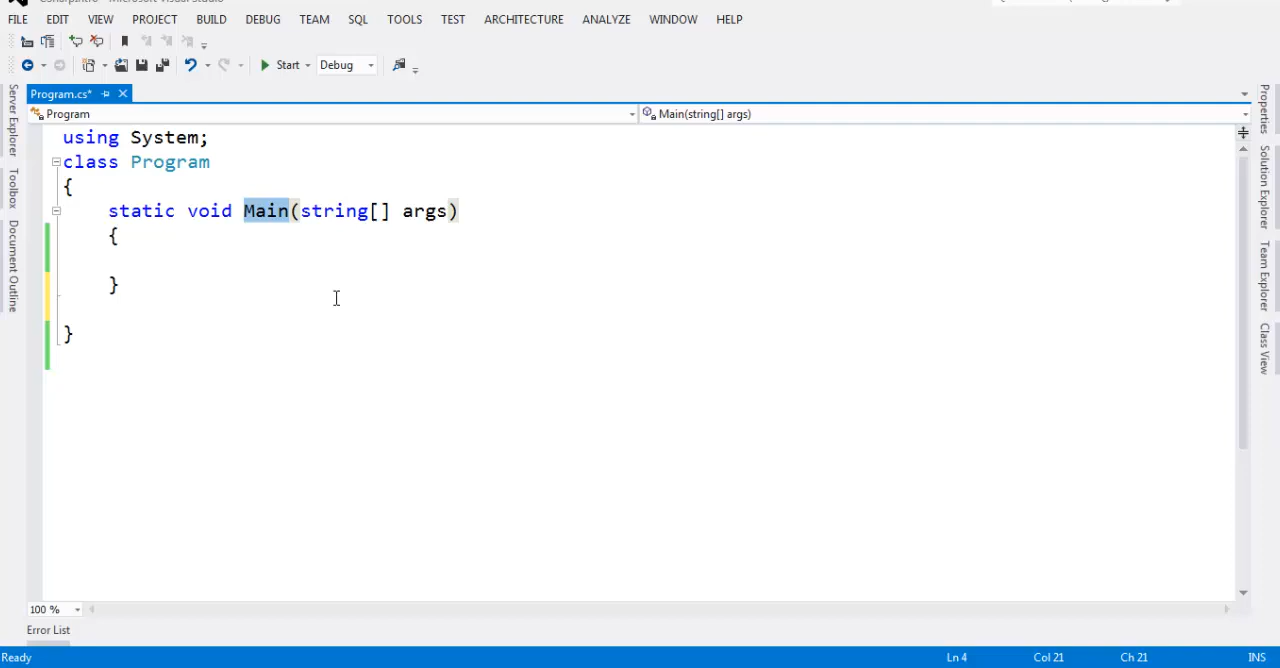 FILE EDIT VIEW PROJECT BUILD DEBUG TEAM SQL TOOLS TEST ARCHITECTURE ANALYZE WINDOW HELP
Start Debug
Program.cs*
Program Main(string[] args)
using System;
class Program
{
static void Main(string[] args)
{
}
}
100 %
Error List
Ready Ln 4 Col 21 Ch 21 INS
Server Explorer
Toolbox
Document Outline
Properties
Solution Explorer
Team Explorer
Class View